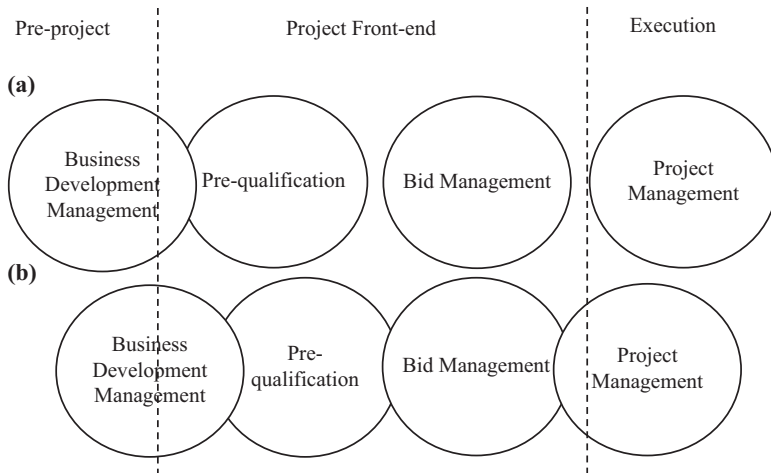 Pre-project
Project Front-end
Execution
(a)
Business
Development
Management
Pre-qualification
Bid Management
Project
Management
(b)
Business
Development
Management
Pre-
qualification
Bid Management
Project
Management